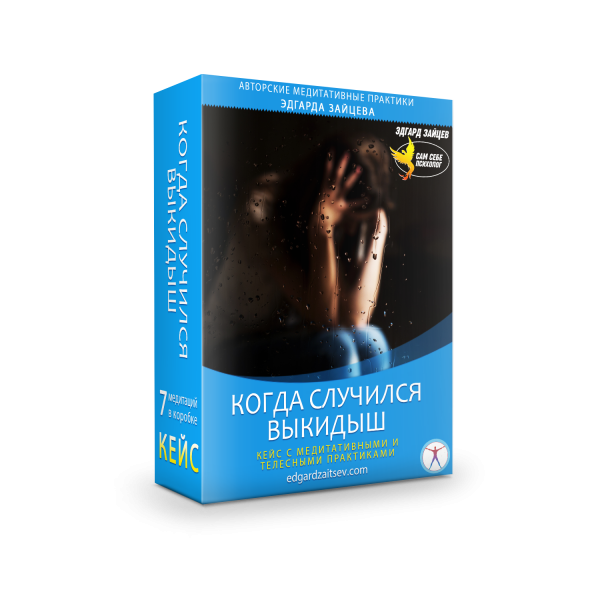 АВТОРСКИЕ МЕДИТАТИВНЫЕ ПРАКТИКИ
ЭДГАРДА ЗАЙЦЕВА
ЭДГАРД ЗАЙЦЕВ
САМ СЕБЕ
ПСИХОЛОГ
КОГДА СЛУЧИЛСЯ
ВЫКИДЫШ
КЕЙС С МЕДИТАТИВНЫМИ И
ТЕЛЕСНЫМИ ПРАКТИКАМИ
edgardzaitsev.com
КОГДА СЛУЧИЛСЯ
ВЫКИДЫШ
7 медитаций
в коробке
КЕЙС